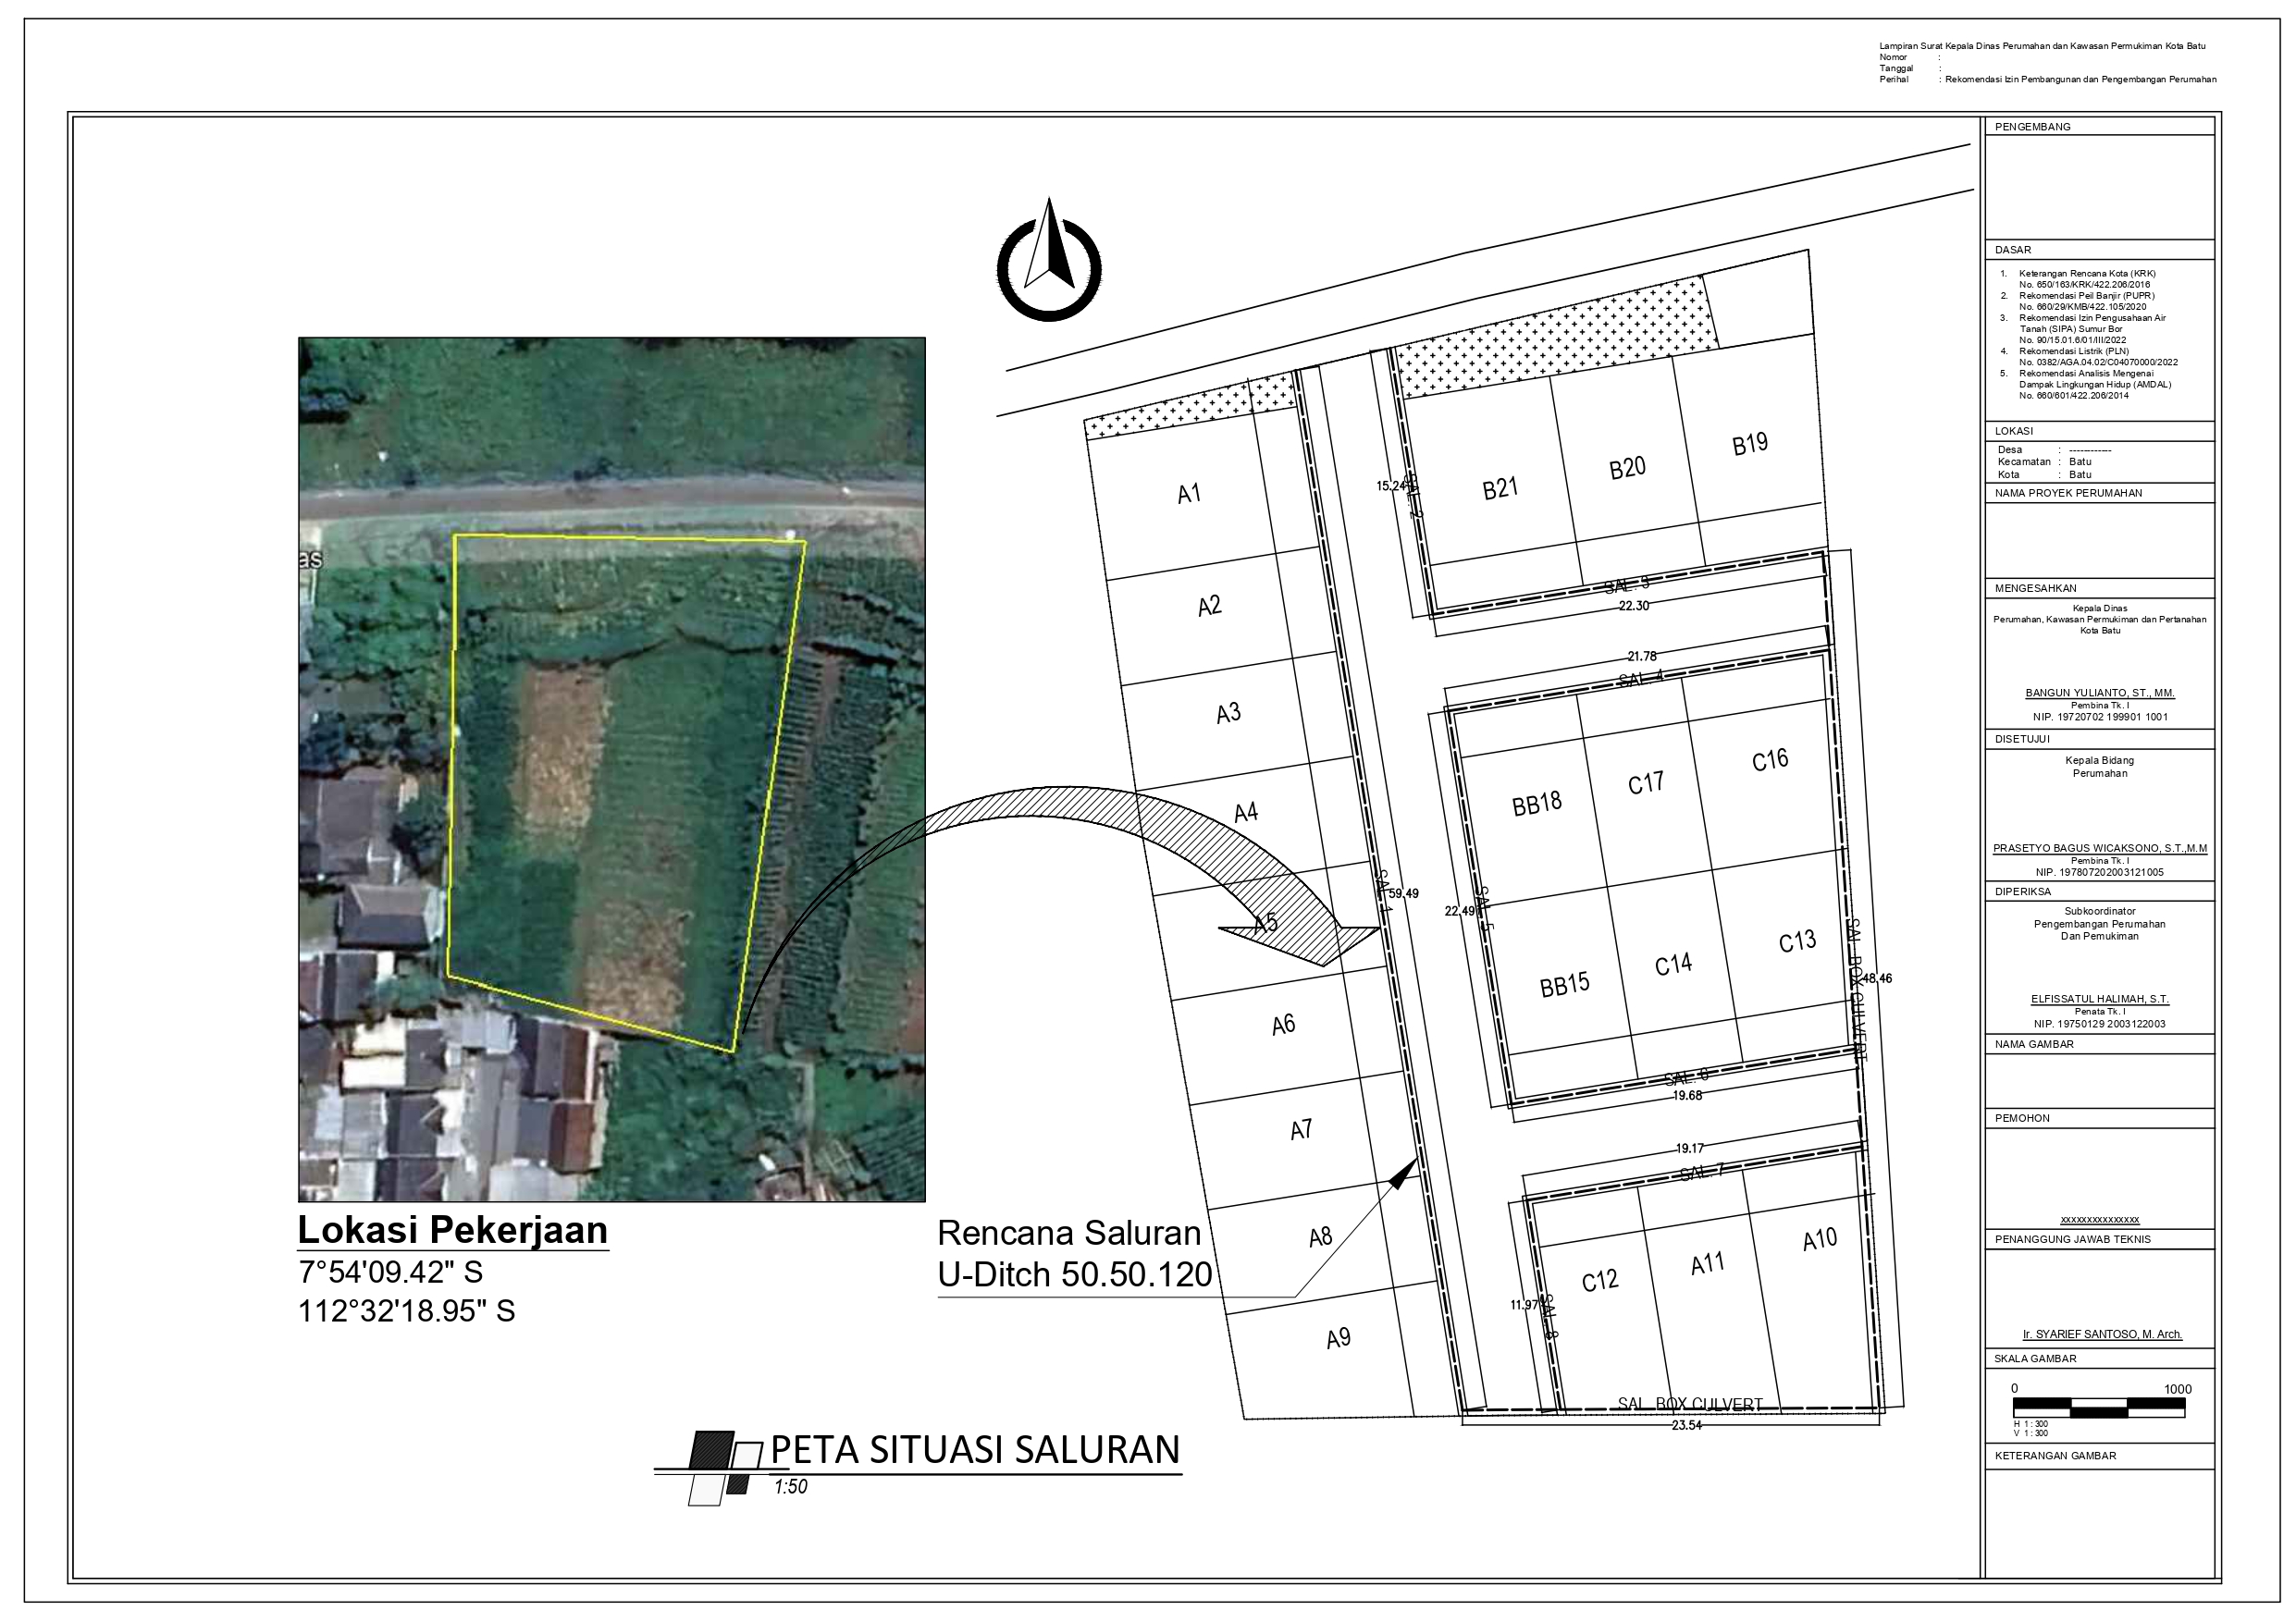 Lampiran Surat Kepala Dinas Perumahan dan Kawasan Permukiman Kota Batu
Nomor :
Tanggal :
Perihal : Rekomendasi Izin Pembangunan dan Pengembangan Perumahan
as
Lokasi Pekerjaan
7°54'09.42" S
112°32'18.95" S
A1
A2
A3
A4
A5
A6
A7
A8
A9
B21
B20
B19
BB18
C17
C16
BB15
C14
C13
C12
A11
A10
15.24
SAL. 2
SAL. 3
22.30
21.78
SAL. 4
SAL. 1
59.49
22.49
SAL. 5
SAL. BOX CULVERT
48.46
SAL. 6
19.68
19.17
SAL. 7
11.97
SAL. 8
SAL. BOX CULVERT
23.54
Rencana Saluran
U-Ditch 50.50.120
PETA SITUASI SALURAN
1:50
PENGEMBANG
DASAR
1. Keterangan Rencana Kota (KRK)
No. 650/163/KRK/422.206/2016
2. Rekomendasi Peil Banjir (PUPR)
No. 660/29/KMB/422.105/2020
3. Rekomendasi Izin Pengusahaan Air
Tanah (SIPA) Sumur Bor
No. 90/15.01.6/01/III/2022
4. Rekomendasi Listrik (PLN)
No. 0382/AGA.04.02/C04070000/2022
5. Rekomendasi Analisis Mengenai
Dampak Lingkungan Hidup (AMDAL)
No. 660/601/422.206/2014
LOKASI
Desa : ------------
Kecamatan : Batu
Kota : Batu
NAMA PROYEK PERUMAHAN
MENGESAHKAN
Kepala Dinas
Perumahan, Kawasan Permukiman dan Pertanahan
Kota Batu
BANGUN YULIANTO, ST., MM.
Pembina Tk. I
NIP. 19720702 199901 1001
DISETUJUI
Kepala Bidang
Perumahan
PRASETYO BAGUS WICAKSONO, S.T.,M.M
Pembina Tk. I
NIP. 197807202003121005
DIPERIKSA
Subkoordinator
Pengembangan Perumahan
Dan Pemukiman
ELFISSATUL HALIMAH, S.T.
Penata Tk. I
NIP. 19750129 2003122003
NAMA GAMBAR
PEMOHON
xxxxxxxxxxxxxxx
PENANGGUNG JAWAB TEKNIS
Ir. SYARIEF SANTOSO, M. Arch.
SKALA GAMBAR
0 1000
H 1 : 300
V 1 : 300
KETERANGAN GAMBAR